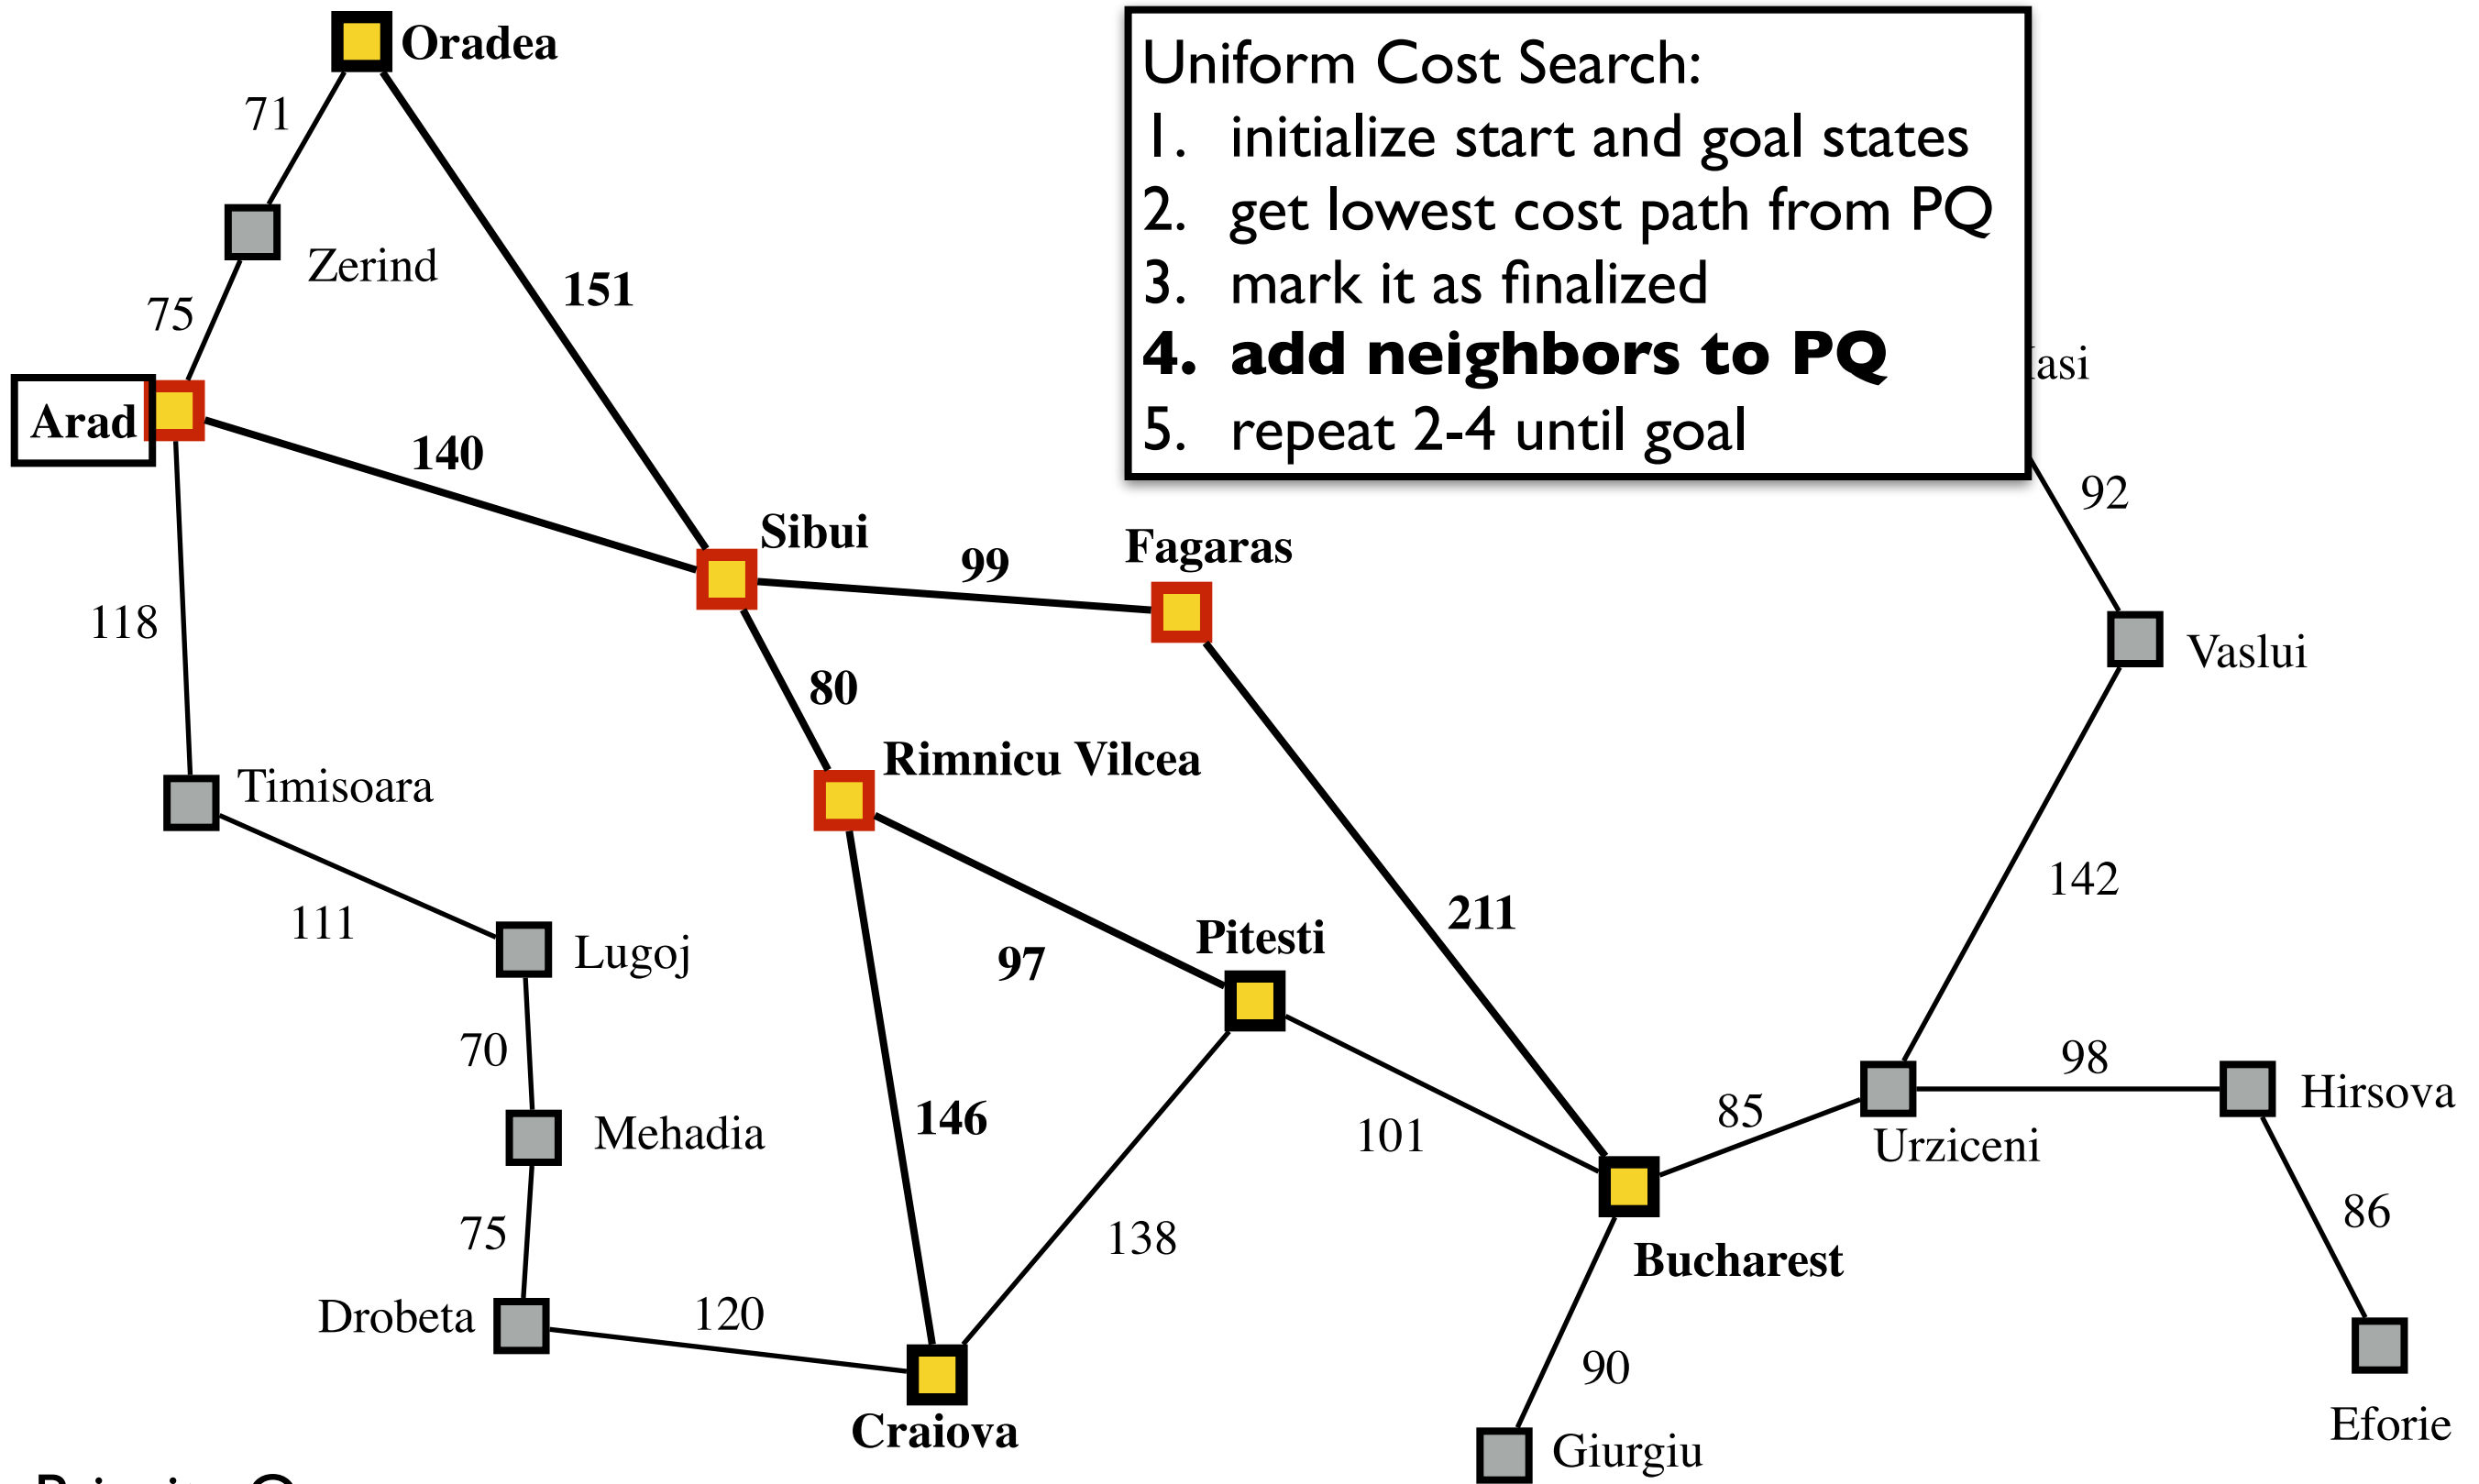 Oradea
Uniform Cost Search:
1. initialize start and goal states
71
2. get lowest cost path from PQ
Zerind
151
3. mark it as finalized
75
4. add neighbors to PQ
Arad
140
5. repeat 2-4 until goal
92
Sibui
99
Fagaras
118
Vaslui
80
Rimnicu Vilcea
Timisoara
142
111
Lugoj
97
Pitesti
211
70
Mehadia
146
101
85
98
Hirsova
Urziceni
75
138
86
Drobeta
120
Bucharest
90
Craiova
Giurgiu
Eforie